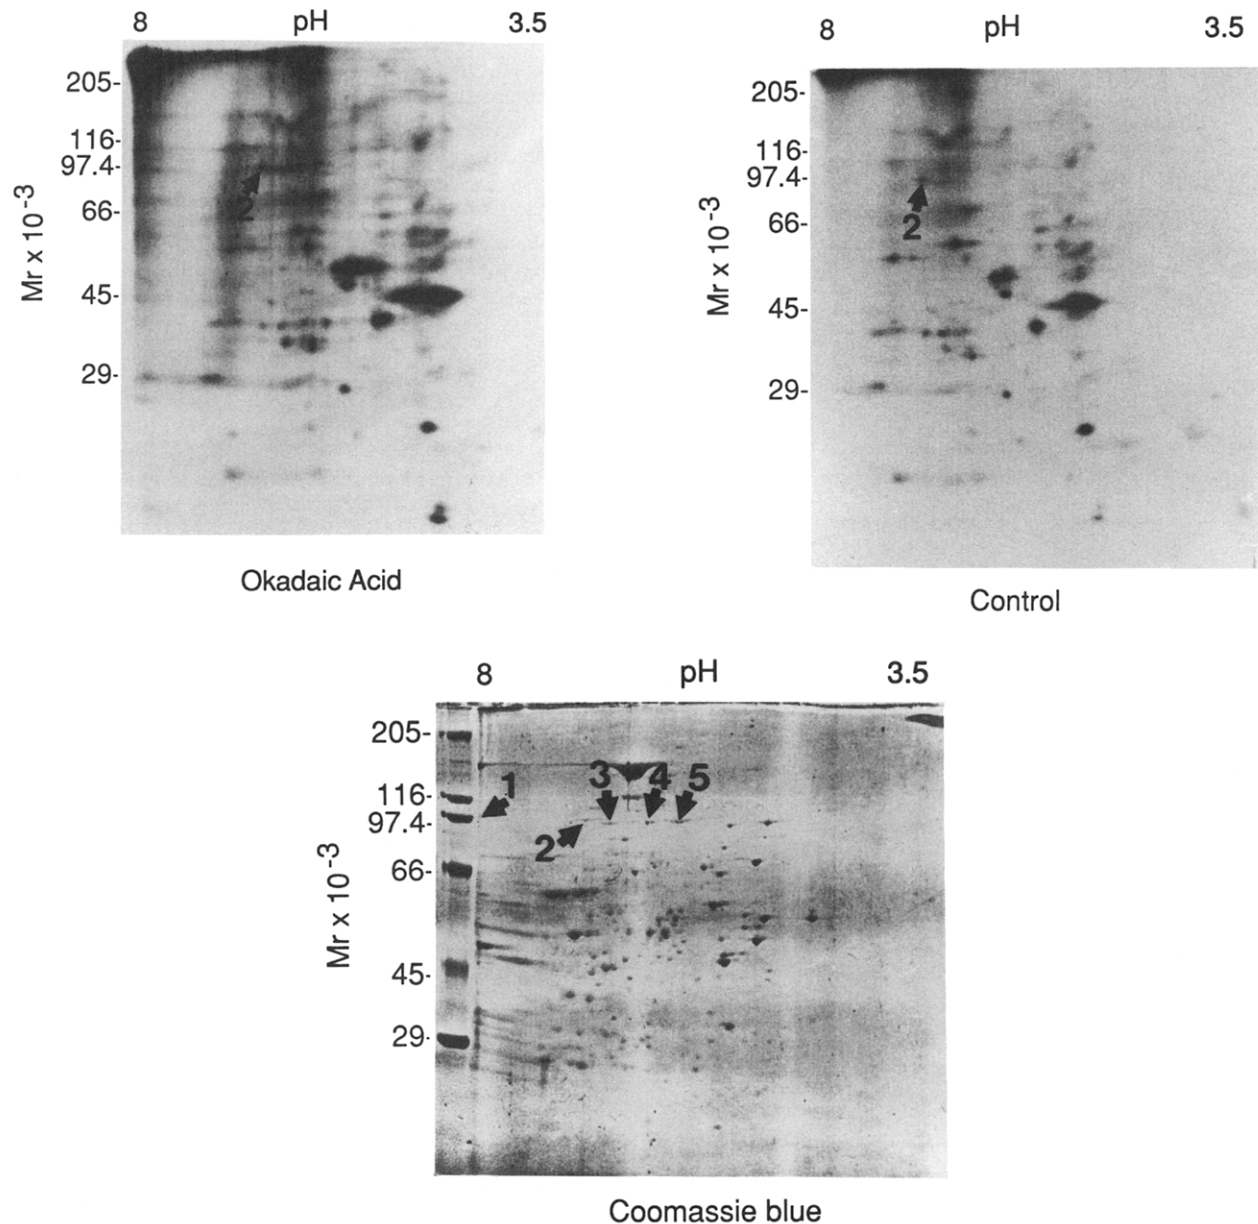 8 pH 3.5
205-
116-
97.4-
66-
45-
29-
Mr x 10-3
2
Okadaic Acid
8 pH 3.5
205-
116-
97.4-
66-
45-
29-
Mr x 10-3
2
Control
8 pH 3.5
205-
116-
97.4-
66-
45-
29-
Mr x 10-3
1
3 4 5
2
Coomassie blue